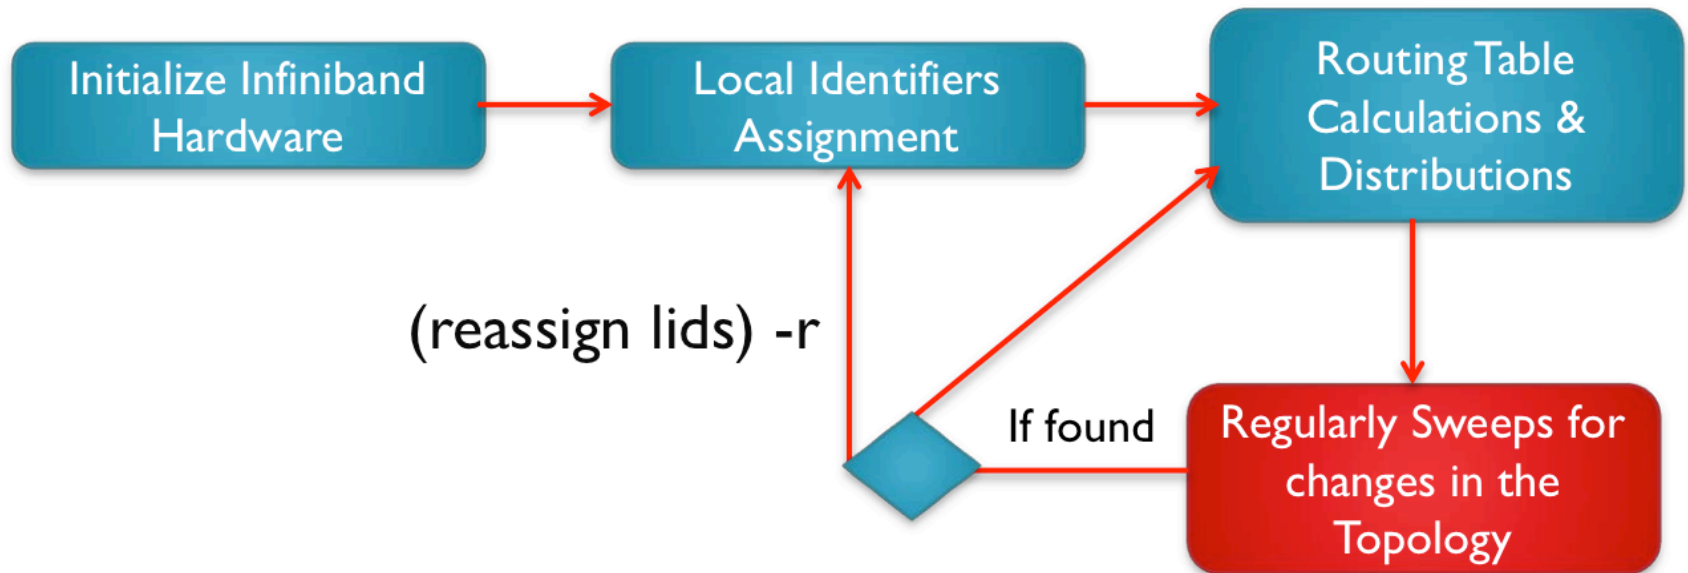 Initialize Infiniband
Hardware
Local Identifiers
Assignment
Routing Table
Calculations &
Distributions
(reassign lids) -r
If found
Regularly Sweeps for
changes in the
Topology